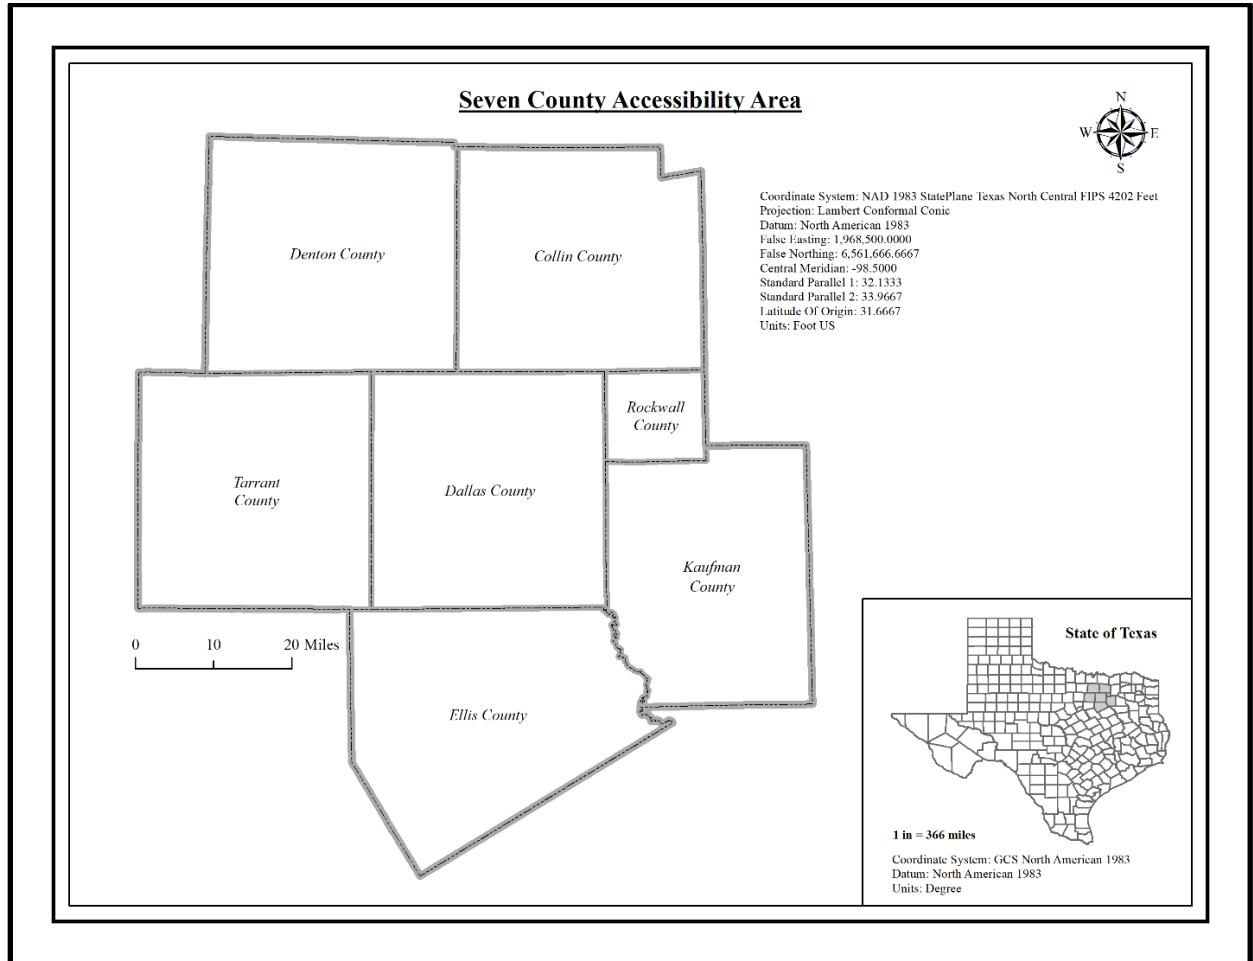 Seven County Accessibility Area
N
W
E
S
Coordinate System: NAD 1983 StatePlane Texas North Central FIPS 4202 Feet
Projection: Lambert Conformal Conic
Datum: North American 1983
False Easting: 1,968,500.0000
False Northing: 6,561,666.6667
Central Meridian: -98.5000
Standard Parallel 1: 32.1333
Standard Parallel 2: 33.9667
Latitude Of Origin: 31.6667
Units: Foot US
Denton County
Collin County
Rockwall
County
Tarrant
County
Dallas County
Kaufman
County
0 10 20 Miles
Ellis County
State of Texas
1 in = 366 miles
Coordinate System: GCS North American 1983
Datum: North American 1983
Units: Degree